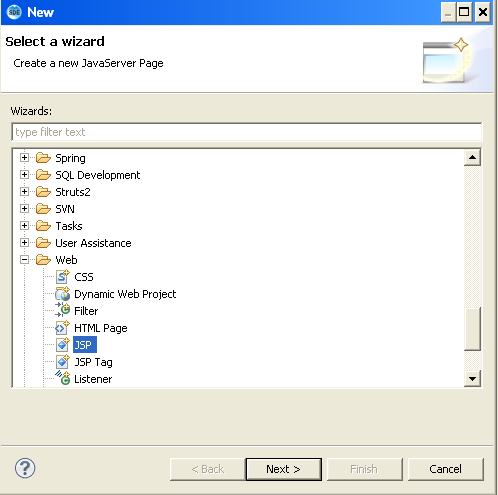 SDE New
Select a wizard
Create a new JavaServer Page
Wizards:
type filter text
Spring
SQL Development
Struts2
SVN
Tasks
User Assistance
Web
CSS
Dynamic Web Project
Filter
HTML Page
JSP
JSP Tag
Listener
? < Back Next > Finish Cancel